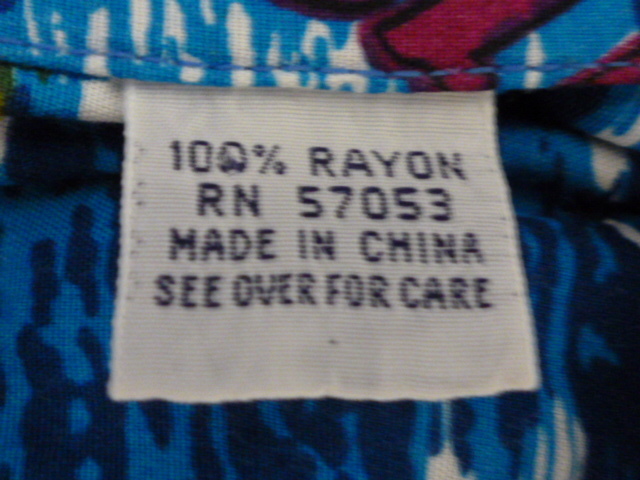 100% RAYON
RN 57053
MADE IN CHINA
SEE OVER FOR CARE